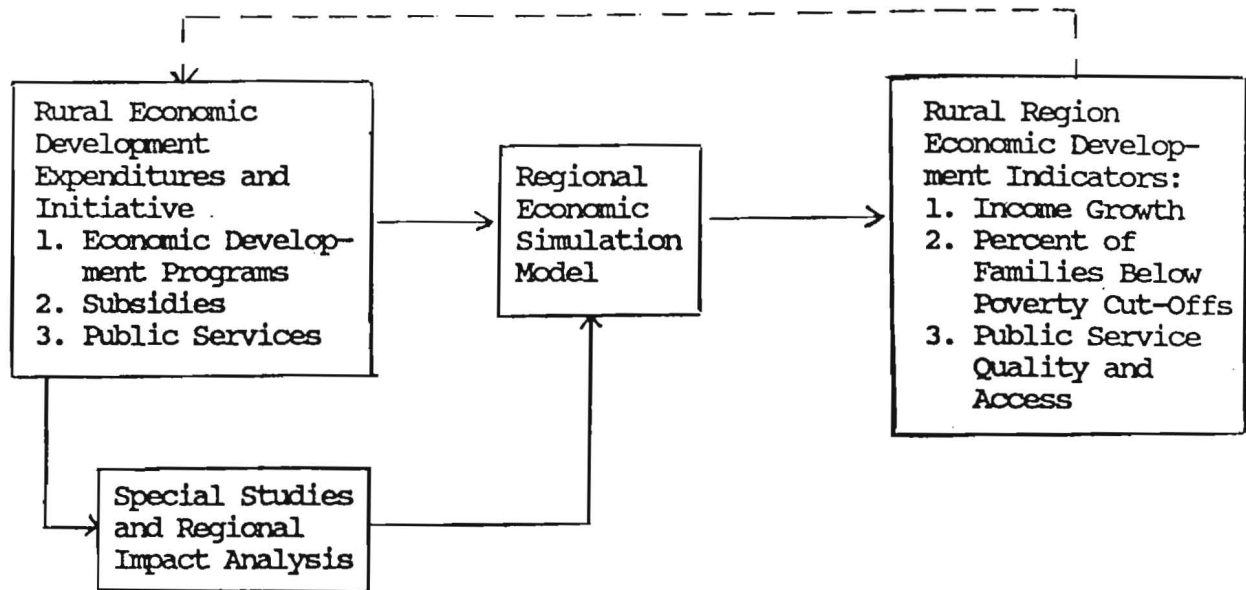 Rural Economic
Development
Expenditures and
Initiative
1. Economic Develop-
ment Programs
2. Subsidies
3. Public Services
Special Studies
and Regional
Impact Analysis
Regional
Economic
Simulation
Model
Rural Region
Economic Develop-
ment Indicators:
1. Income Growth
2. Percent of
Families Below
Poverty Cut-Offs
3. Public Service
Quality and
Access